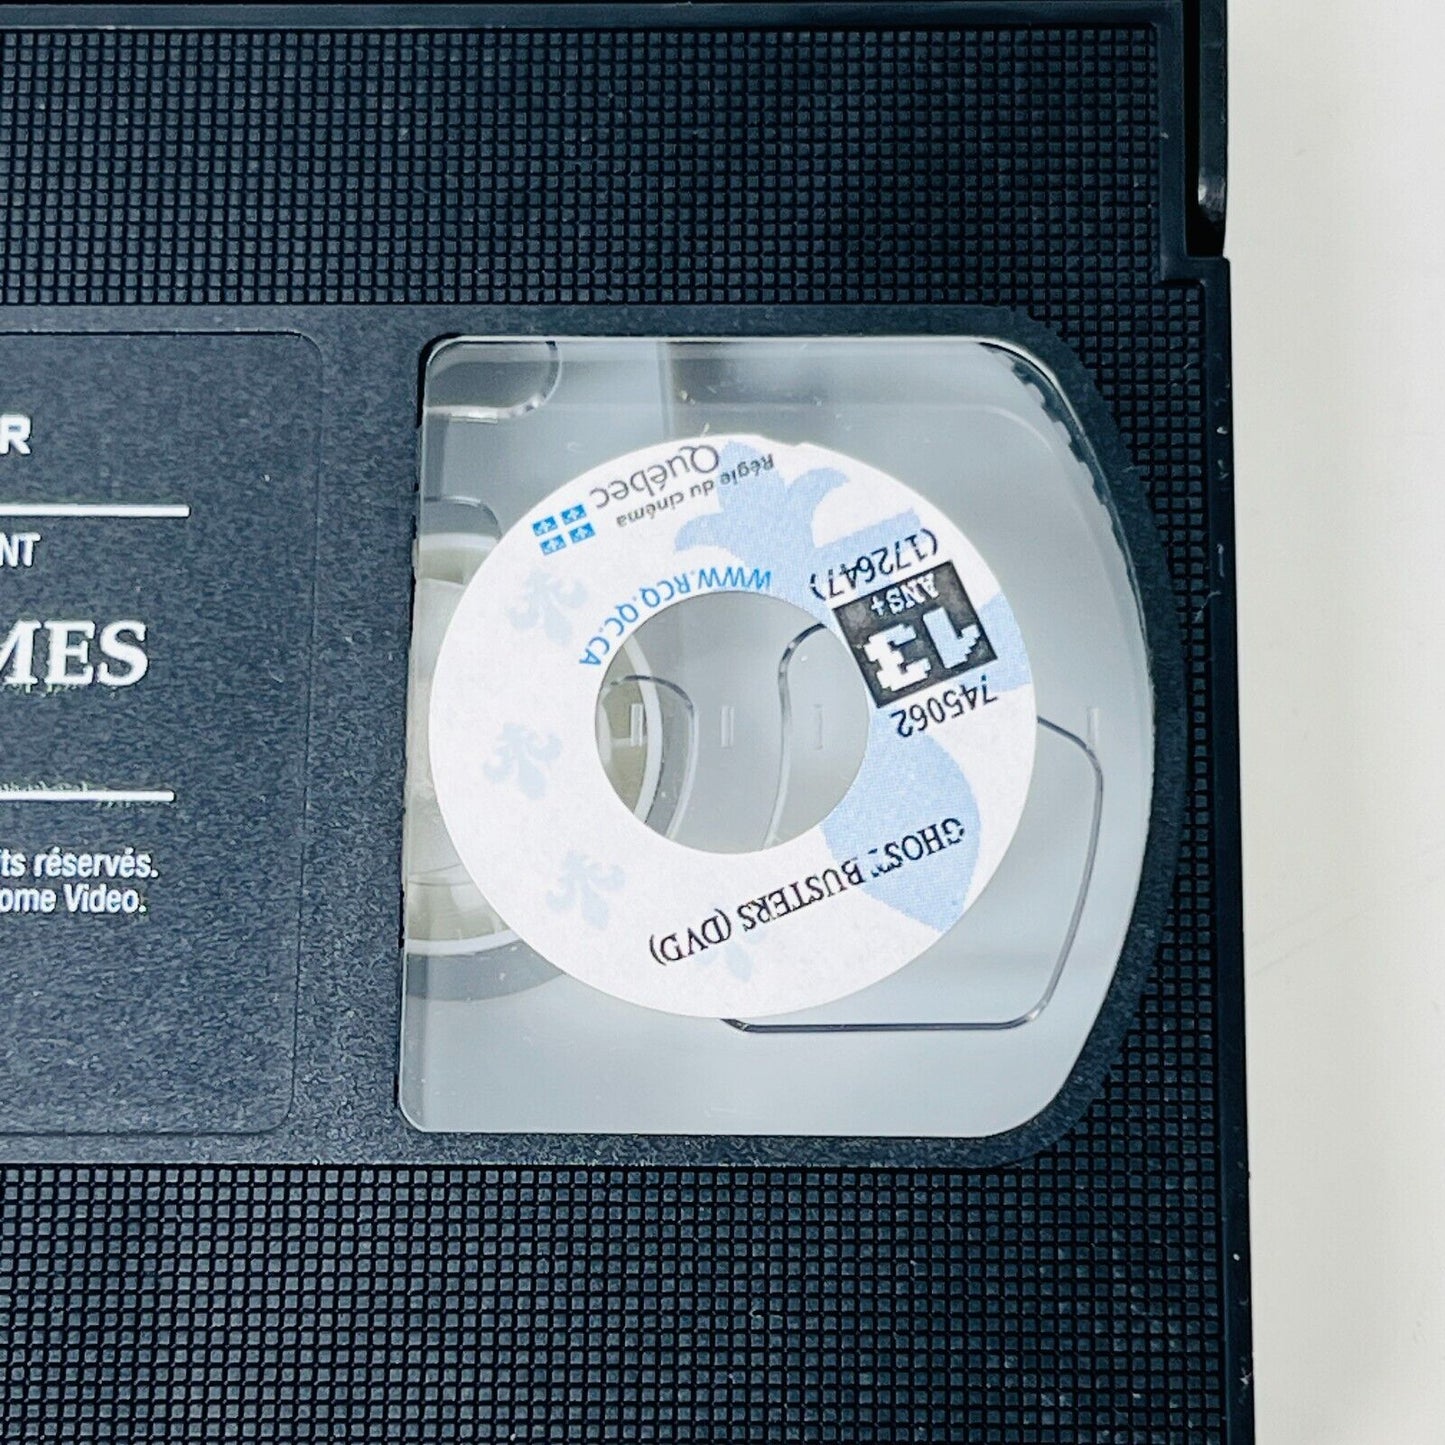 R
NT
MES
ts réservés.
ome Video.
Régie du cinéma
Québec
WWW.RCQ.QC.CA
(172647)
13
ANS+
745062
GHOST BUSTERS (DVD)